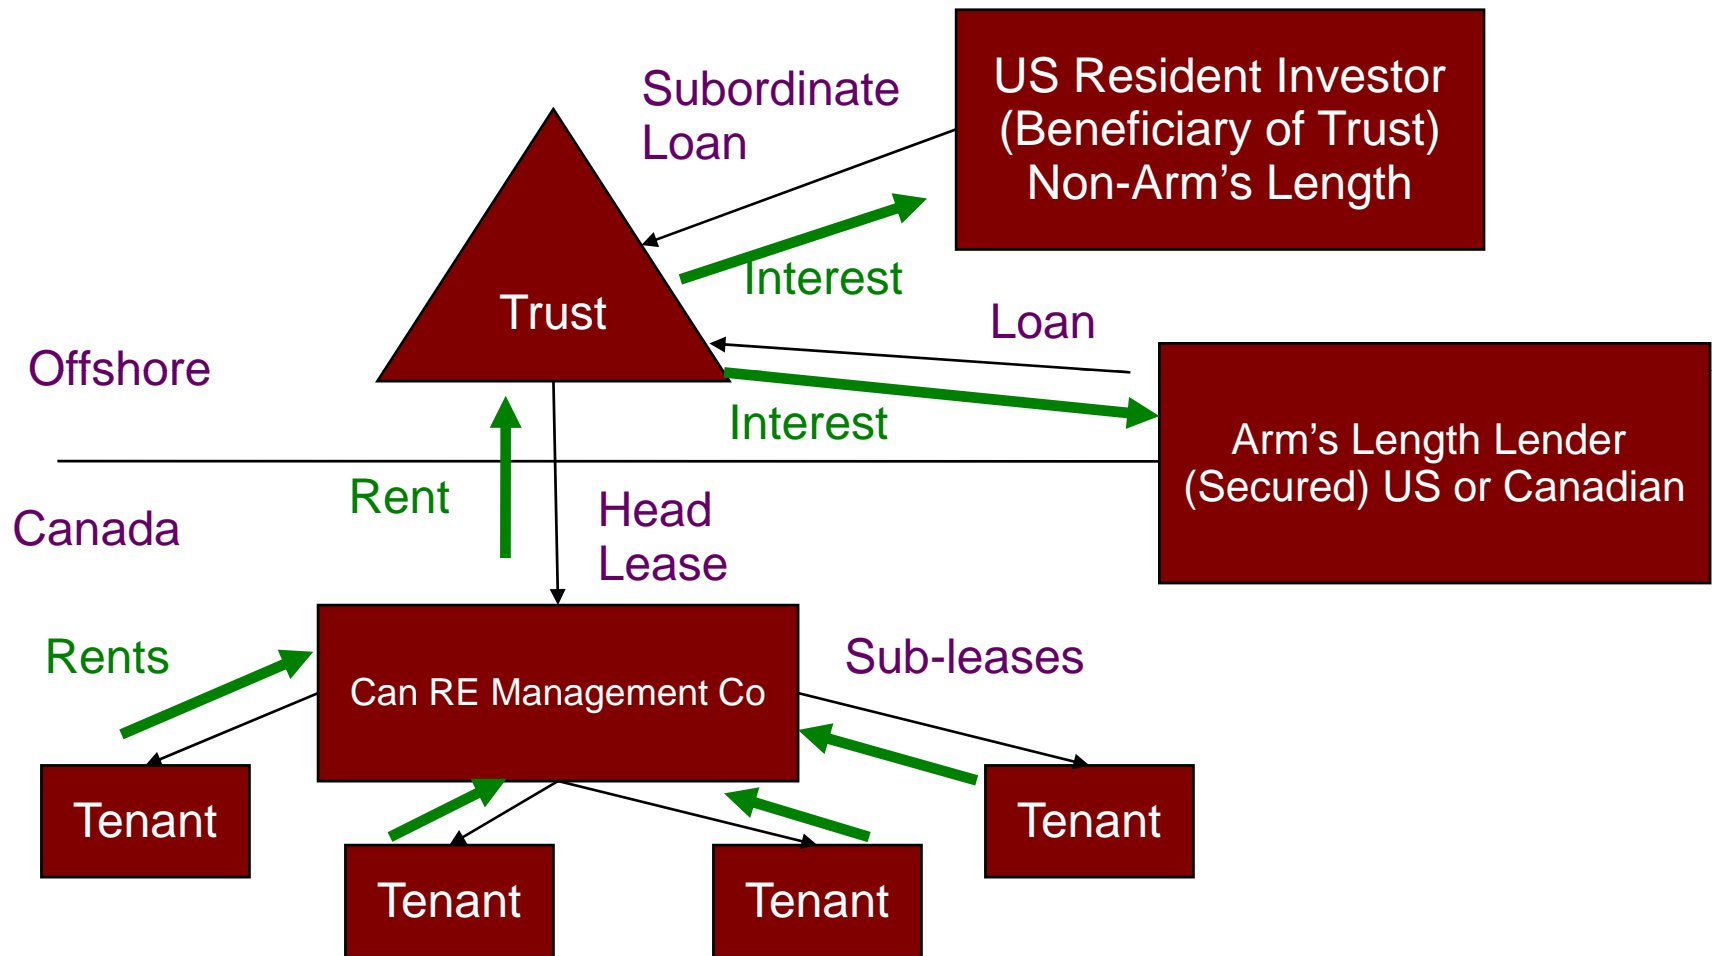 US Resident Investor
(Beneficiary of Trust)
Non-Arm's Length
Subordinate
Loan
Interest
Trust
Loan
Offshore
Interest
Arm's Length Lender
(Secured) US or Canadian
Rent
Head
Lease
Canada
Rents
Can RE Management Co
Sub-leases
Tenant
Tenant
Tenant
Tenant